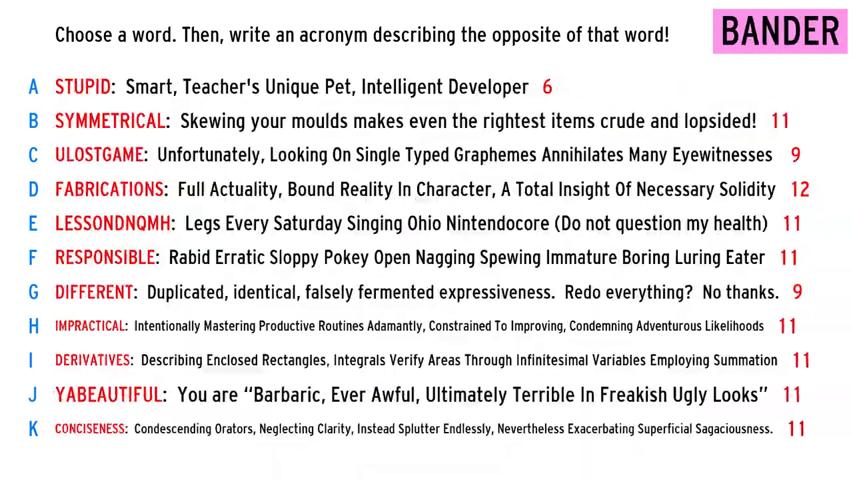 Choose a word. Then, write an acronym describing the opposite of that word!
BANDER
A STUPID: Smart, Teacher's Unique Pet, Intelligent Developer 6
B SYMMETRICAL: Skewing your moulds makes even the rightest items crude and lopsided! 11
C ULOSTGAME: Unfortunately, Looking On Single Typed Graphemes Annihilates Many Eyewitnesses 9
D FABRICATIONS: Full Actuality, Bound Reality In Character, A Total Insight Of Necessary Solidity 12
E LESSONDNQMH: Legs Every Saturday Singing Ohio Nintendocore (Do not question my health) 11
F RESPONSIBLE: Rabid Erratic Sloppy Pokey Open Nagging Spewing Immature Boring Luring Eater 11
G DIFFERENT: Duplicated, identical, falsely fermented expressiveness. Redo everything? No thanks. 9
H IMPRACTICAL: Intentionally Mastering Productive Routines Adamantly, Constrained To Improving, Condemning Adventurous Likelihoods 11
I DERIVATIVES: Describing Enclosed Rectangles, Integrals Verify Areas Through Infinitesimal Variables Employing Summation 11
J YABEAUTIFUL: You are “Barbaric, Ever Awful, Ultimately Terrible In Freakish Ugly Looks” 11
K CONCISENESS: Condescending Orators, Neglecting Clarity, Instead Splutter Endlessly, Nevertheless Exacerbating Superficial Sagaciousness. 11